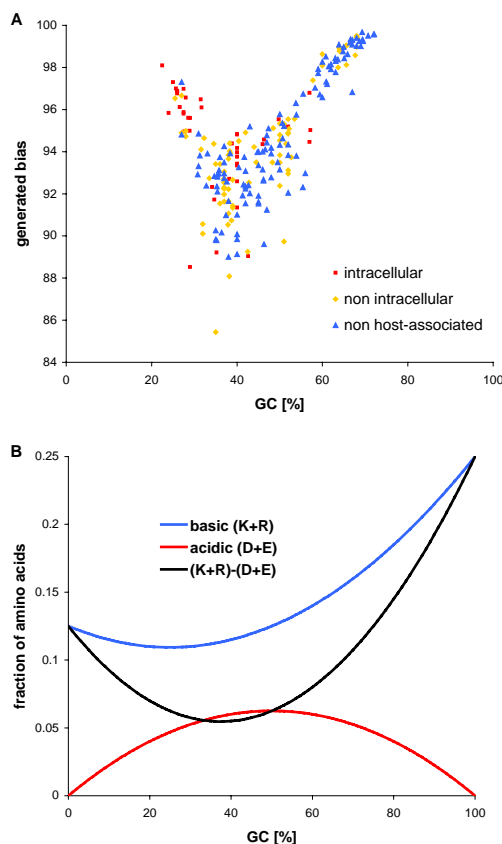 A
100
98
96
94
92
90
88
86
84
generated bias
intracellular
non intracellular
non host-associated
0
20
40
60
80
100
GC [%]
B
0.25
0.2
0.15
0.1
0.05
0
fraction of amino acids
basic (K+R)
acidic (D+E)
(K+R)-(D+E)
0
20
40
60
80
100
GC [%]